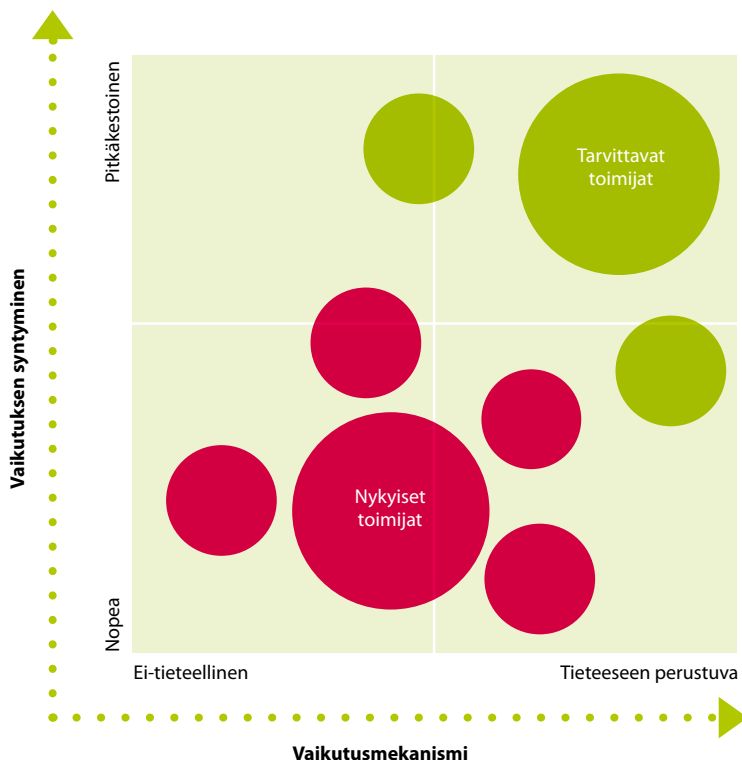 Pitkäkestoinen
Tarvittavat
toimijat
Vaikutuksen syntyminen
Nykyiset
toimijat
Nopea
Ei-tieteellinen
Tieteeseen perustuva
Vaikutusmekanismi